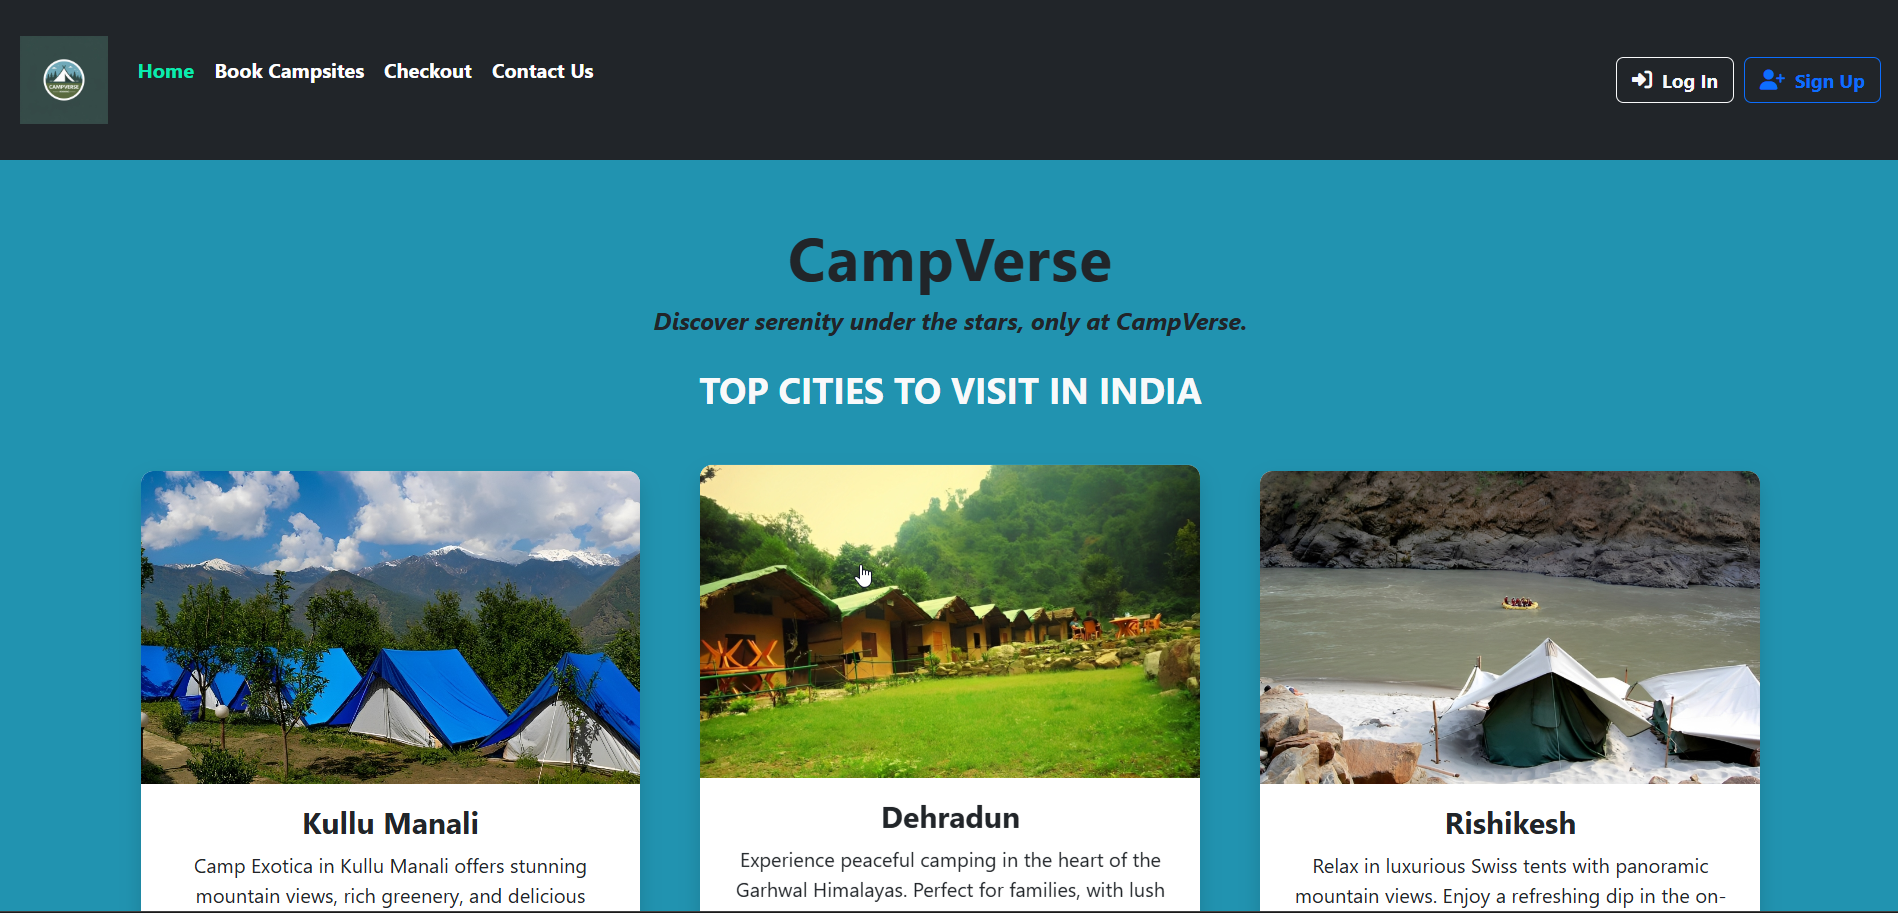 CAMPVERSE
Home
Book Campsites
Checkout
Contact Us
Log In
Sign Up
CampVerse
Discover serenity under the stars, only at CampVerse.
TOP CITIES TO VISIT IN INDIA
Kullu Manali
Camp Exotica in Kullu Manali offers stunning
mountain views, rich greenery, and delicious
Dehradun
Experience peaceful camping in the heart of the
Garhwal Himalayas. Perfect for families, with lush
Rishikesh
Relax in luxurious Swiss tents with panoramic
mountain views. Enjoy a refreshing dip in the on-